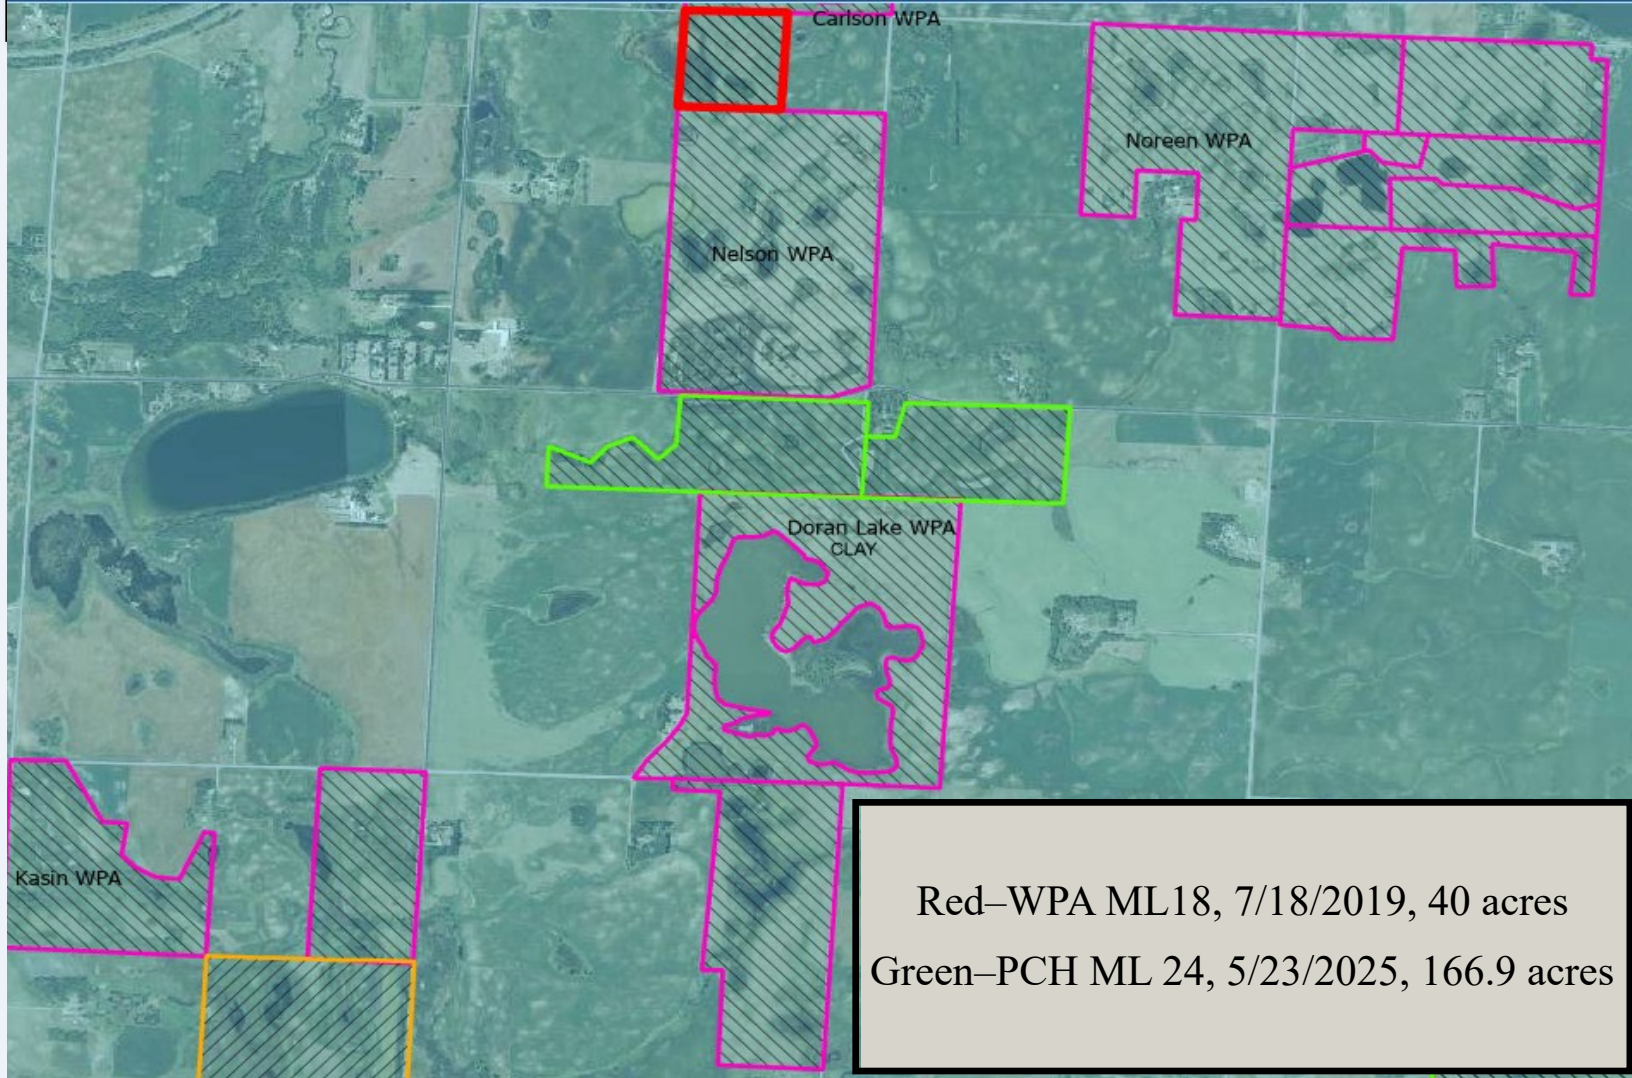 Carlson WPA
Noreen WPA
Nelson WPA
Doran Lake WPA
CLAY
Kasin WPA
Red–WPA ML18, 7/18/2019, 40 acres
Green–PCH ML 24, 5/23/2025, 166.9 acres